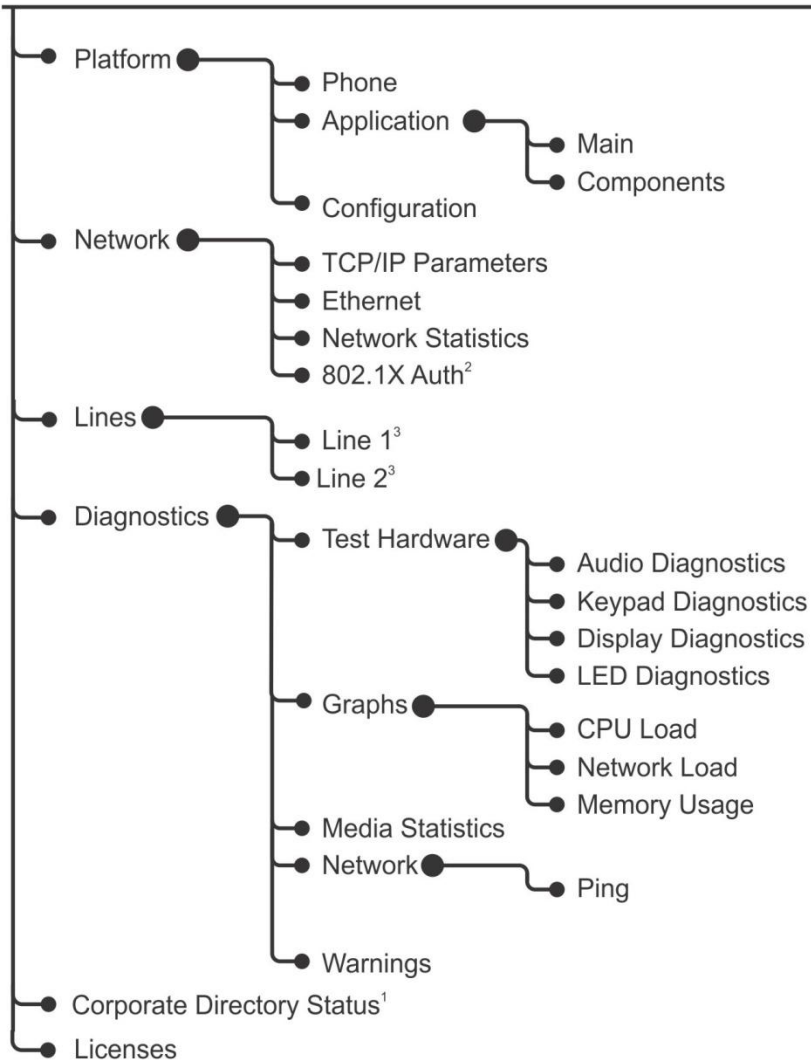 Platform
Phone
Application
Main
Components
Configuration
Network
TCP/IP Parameters
Ethernet
Network Statistics
802.1X Auth²
Lines
Line 1³
Line 2³
Diagnostics
Test Hardware
Audio Diagnostics
Keypad Diagnostics
Display Diagnostics
LED Diagnostics
Graphs
CPU Load
Network Load
Memory Usage
Media Statistics
Network
Ping
Warnings
Corporate Directory Status¹
Licenses